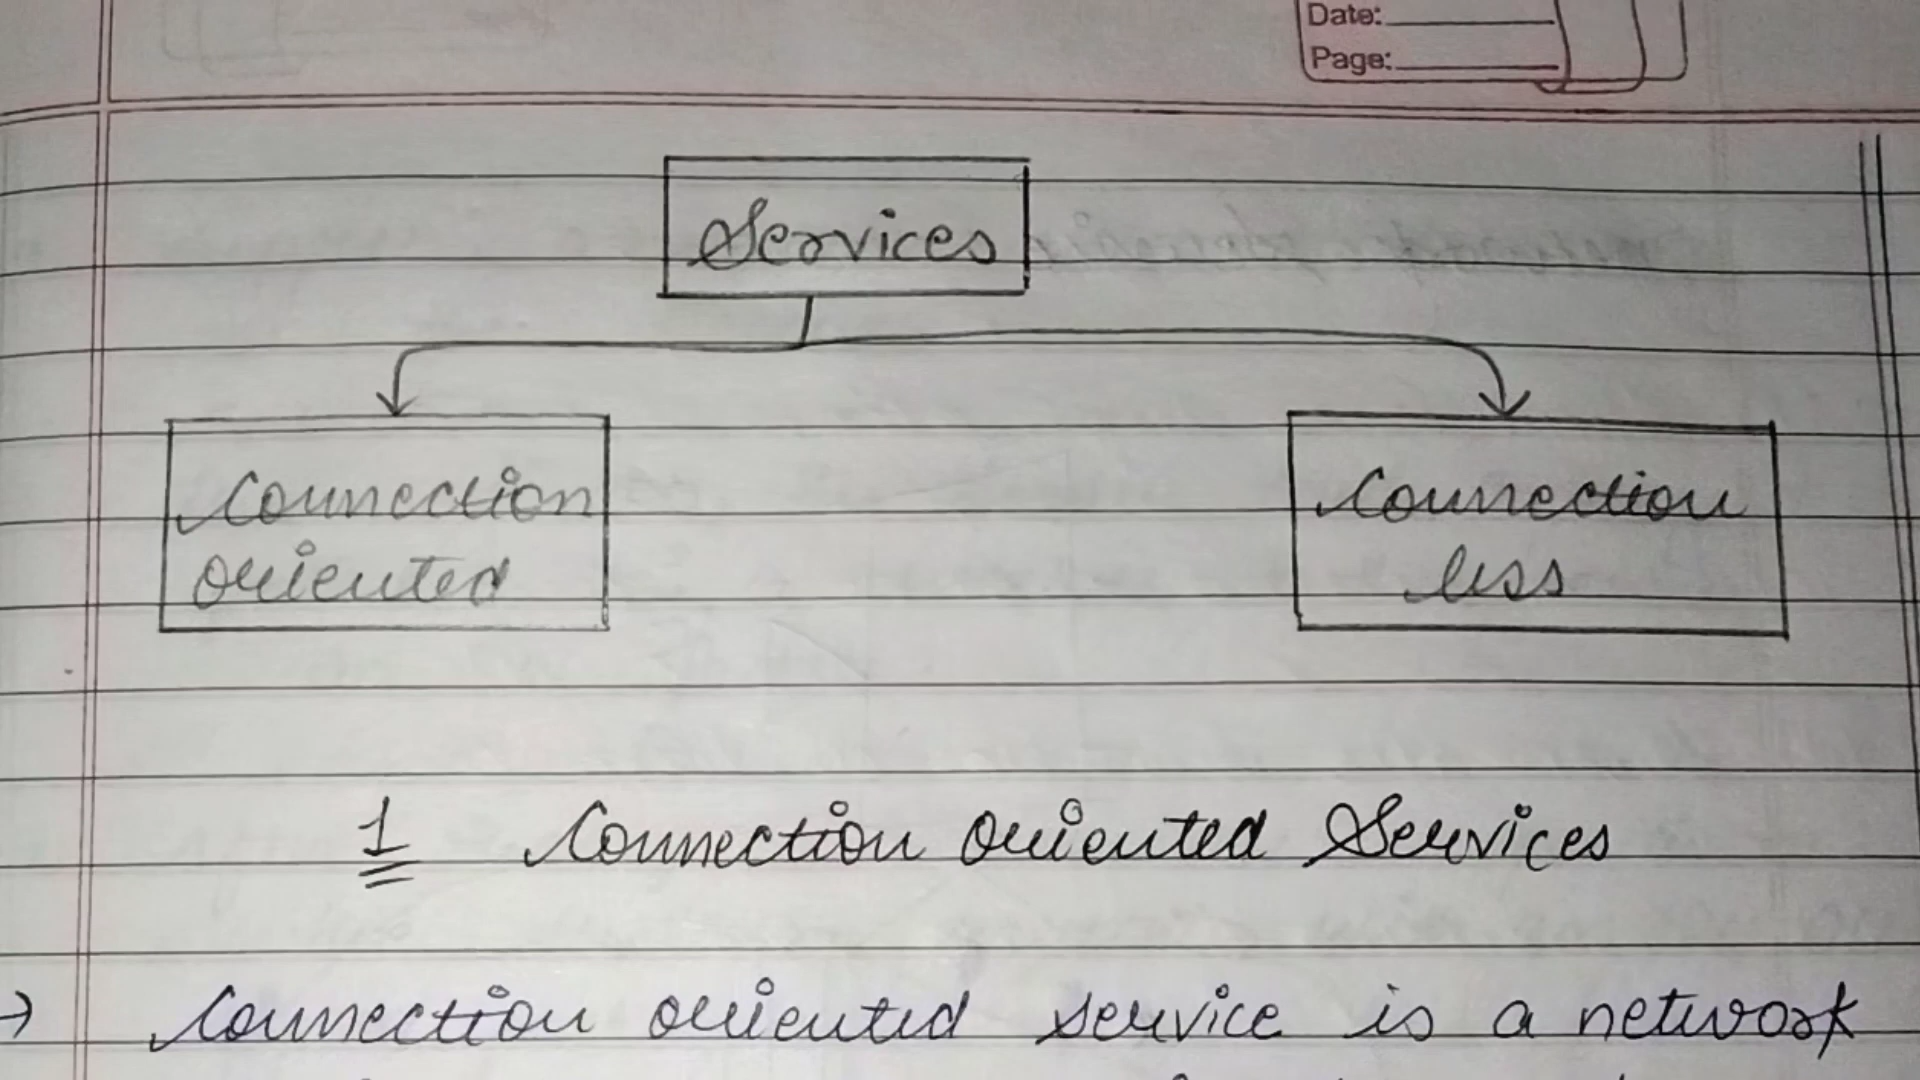 Date:
Page:
Services
Connection
oriented
Connection
less
1 Connection oriented Services
→ Connection oriented service is a network